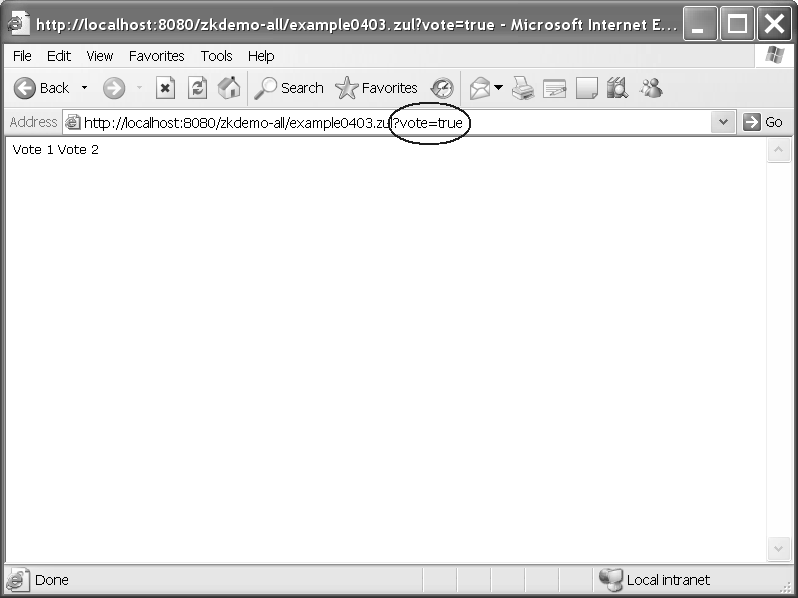 http://localhost:8080/zkdemo-all/example0403.zul?vote=true - Microsoft Internet E...
File Edit View Favorites Tools Help
Back Search Favorites
Address http://localhost:8080/zkdemo-all/example0403.zul?vote=true Go
Vote 1 Vote 2
Done Local intranet